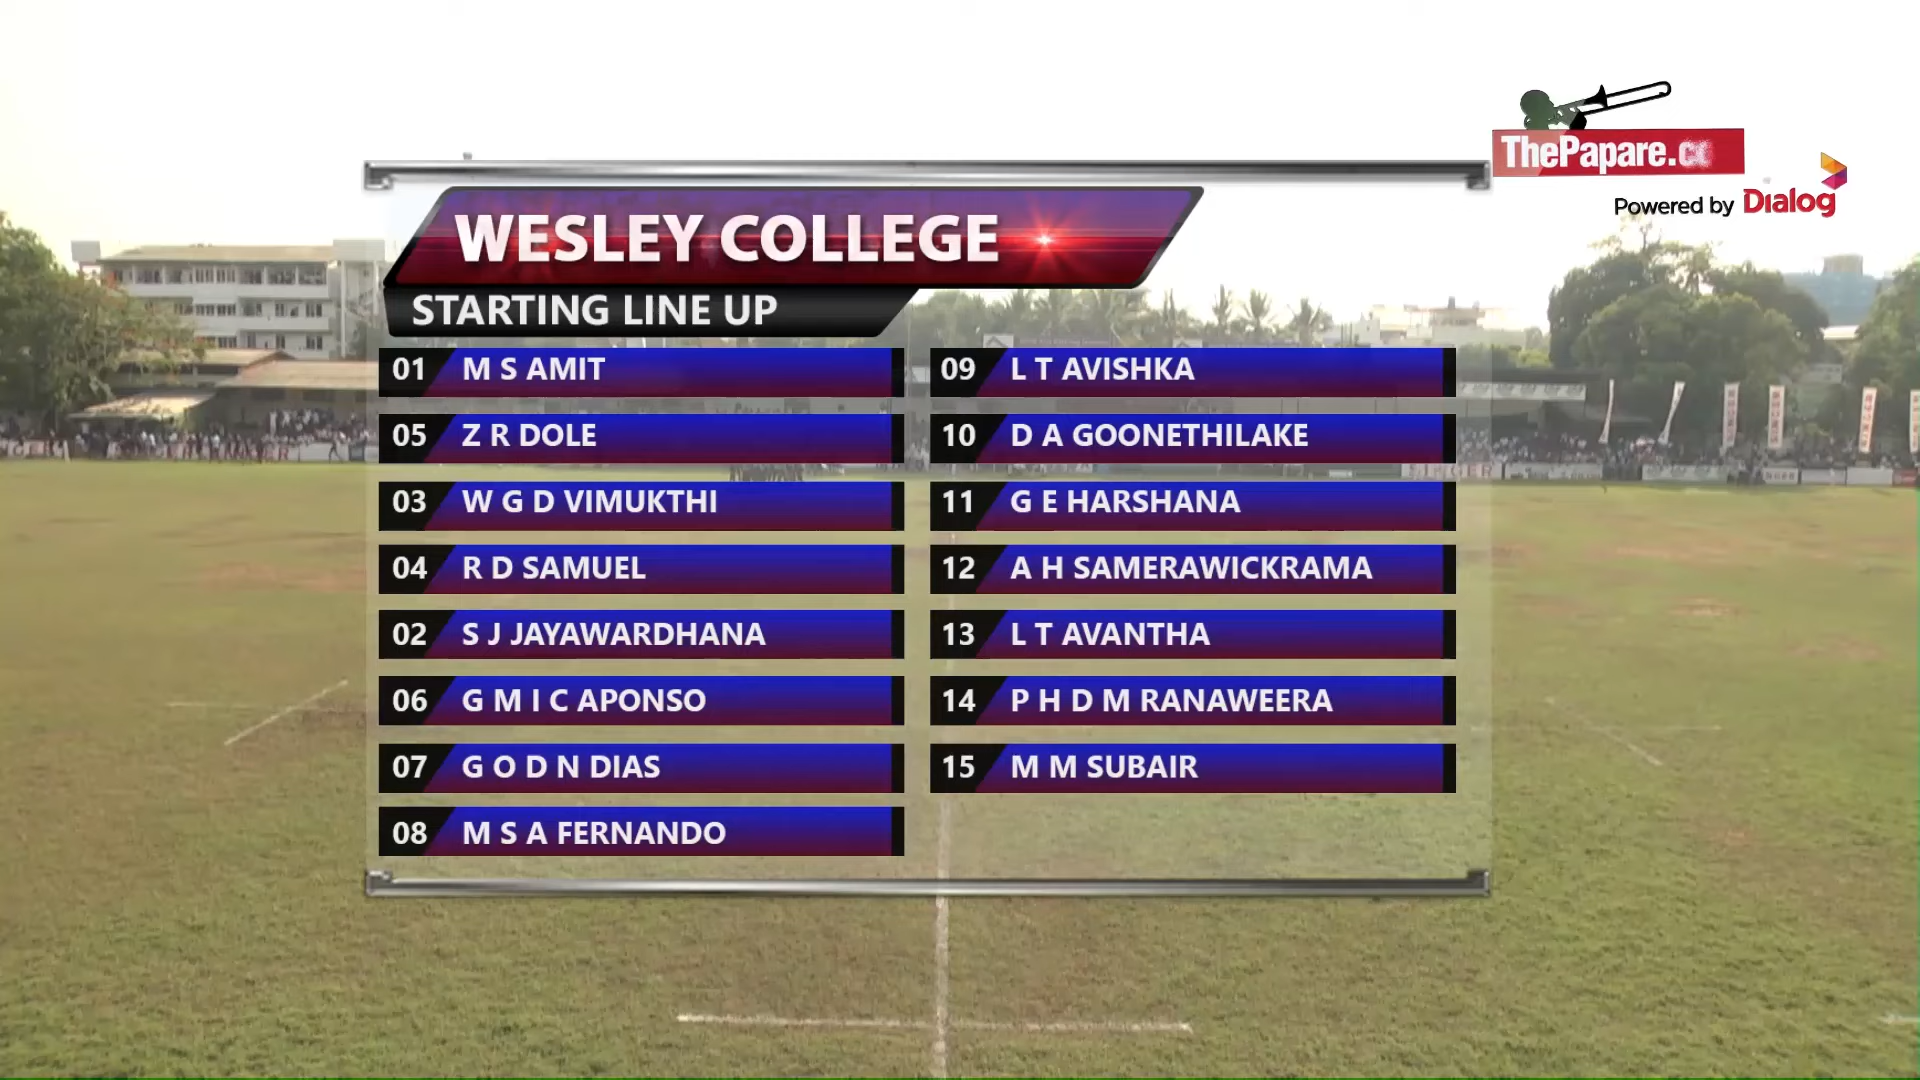 ThePapare.co
Powered by Dialog
WESLEY COLLEGE
STARTING LINE UP
01 M S AMIT
05 Z R DOLE
03 W G D VIMUKTHI
04 R D SAMUEL
02 S J JAYAWARDHANA
06 G M I C APONSO
07 G O D N DIAS
08 M S A FERNANDO
09 L T AVISHKA
10 D A GOONETHILAKE
11 G E HARSHANA
12 A H SAMERAWICKRAMA
13 L T AVANTHA
14 P H D M RANAWEERA
15 M M SUBAIR